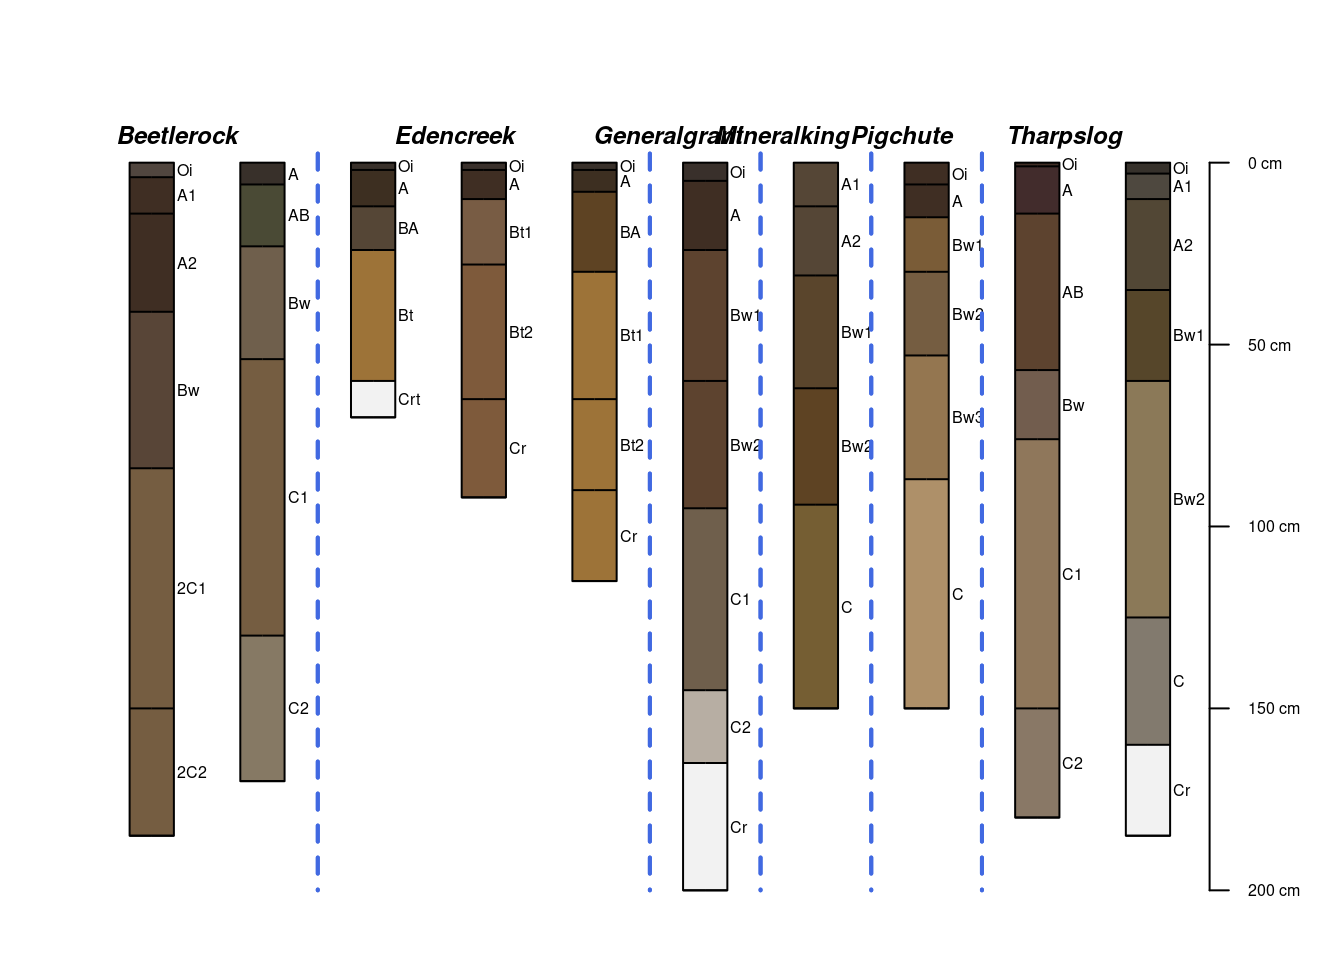 Beetlerock Edencreek Generalgrant Mineralking Pigchute Tharpslog
Oi
A1
A2
Bw
2C1
2C2
A
AB
Bw
C1
C2
Oi
A
BA
Bt
Crt
Oi
A
Bt1
Bt2
Cr
Oi
A
BA
Bt1
Bt2
Cr
Oi
A
Bw1
Bw2
C1
C2
Cr
A1
A2
Bw1
Bw2
C
Oi
A
Bw1
Bw2
Bw3
C
Oi
A
AB
Bw
C1
C2
Oi
A1
A2
Bw1
Bw2
C
Cr
0 cm
50 cm
100 cm
150 cm
200 cm